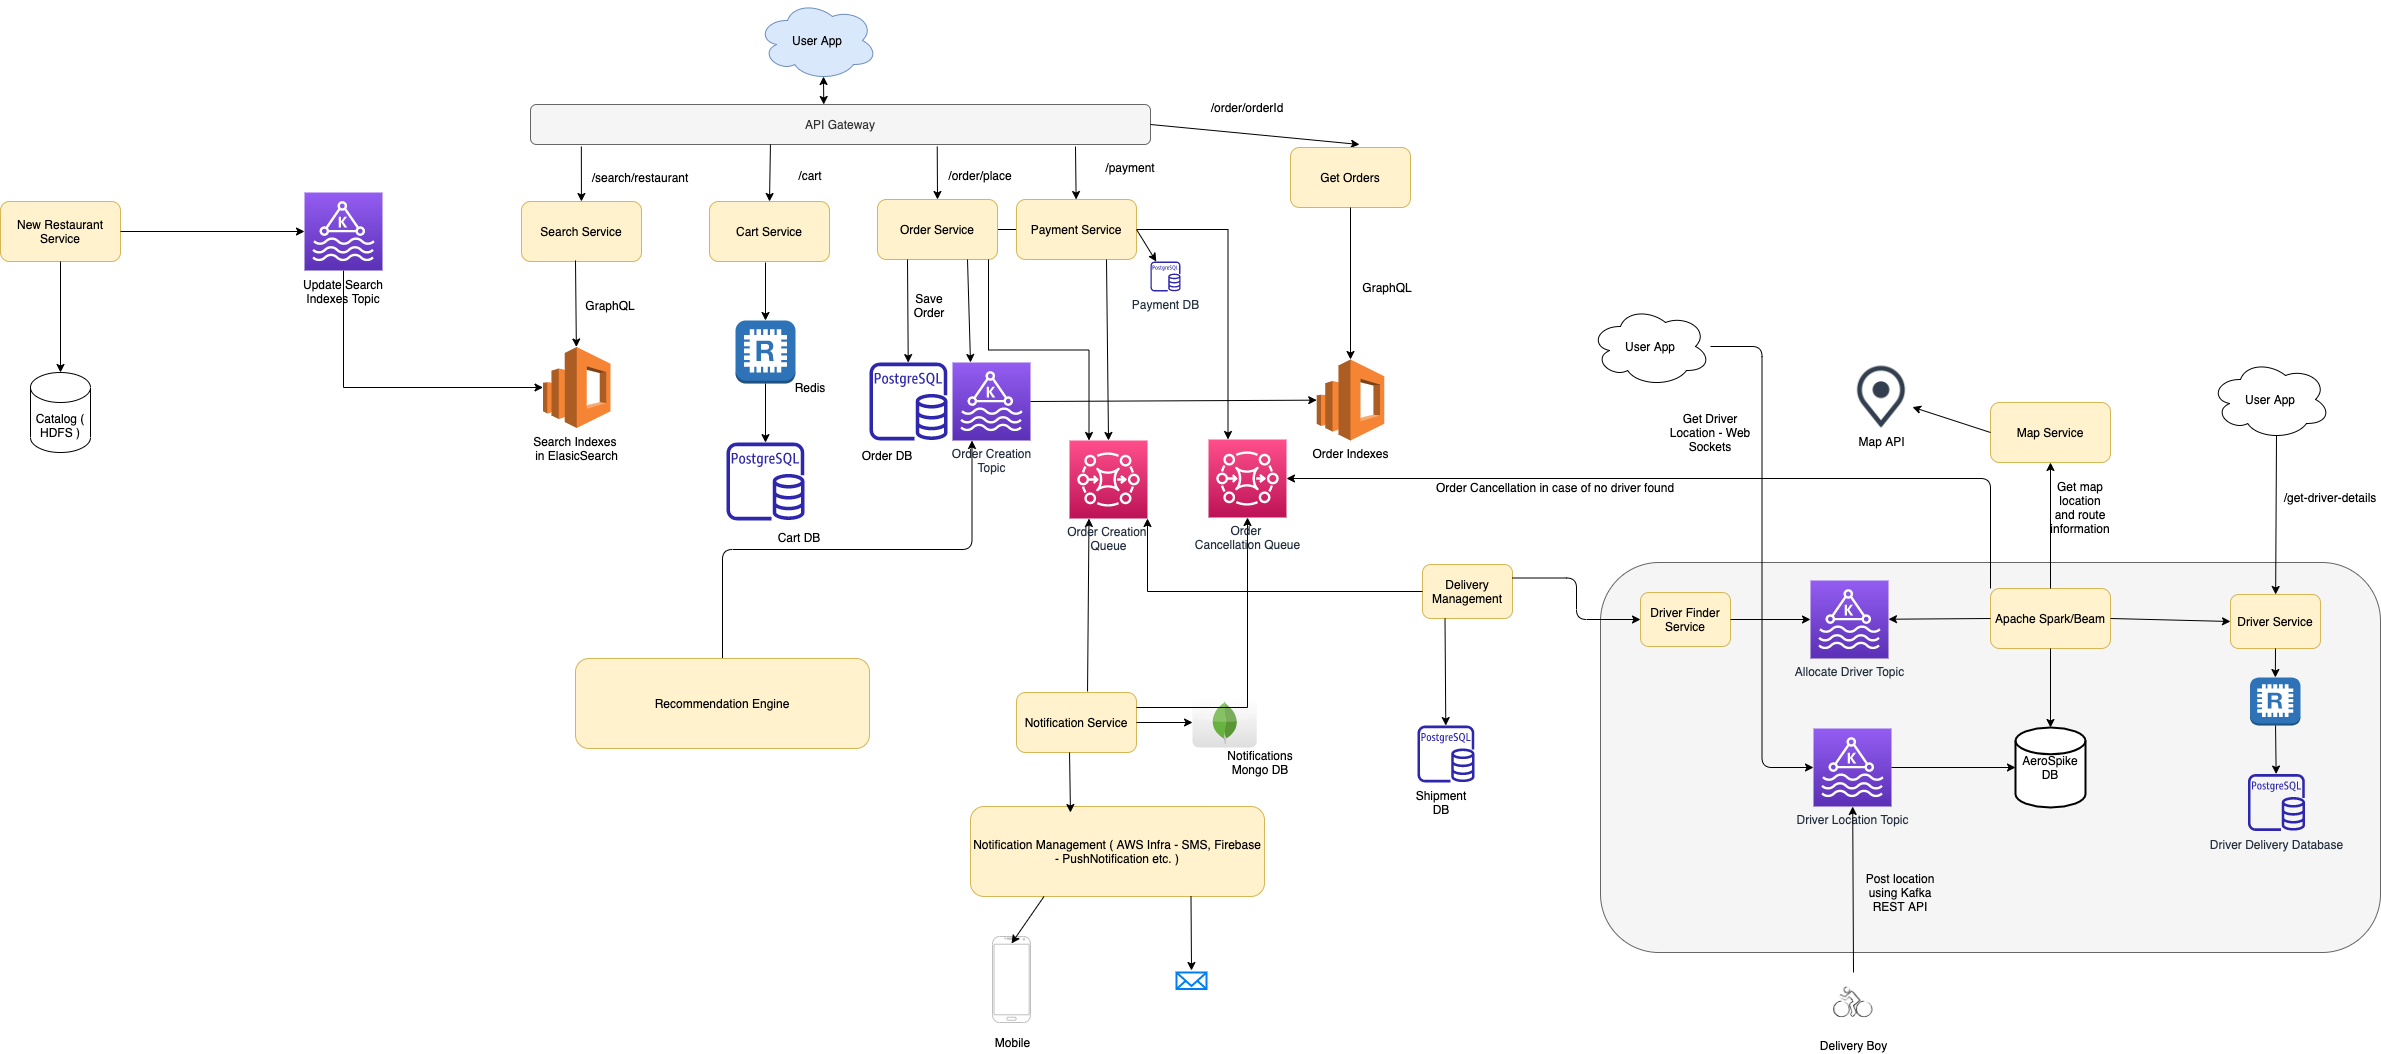 User App
API Gateway
/order/orderId
/search/restaurant
/cart
/order/place
/payment
Get Orders
New Restaurant
Service
K
Update Search
Indexes Topic
Search Service
Cart Service
Order Service
Payment Service
PostgreSQL
Payment DB
GraphQL
Save
Order
GraphQL
R
Redis
Catalog (
HDFS )
Search Indexes
in ElasicSearch
PostgreSQL
Cart DB
PostgreSQL
Order DB
K
Order Creation
Topic
Order Indexes
Order Creation
Queue
Order
Cancellation Queue
Order Cancellation in case of no driver found
User App
Get Driver
Location - Web
Sockets
Map API
Map Service
User App
Get map
location
and route
information
/get-driver-details
Delivery
Management
Driver Finder
Service
K
Allocate Driver Topic
Apache Spark/Beam
Driver Service
Recommendation Engine
Notification Service
Notifications
Mongo DB
PostgreSQL
Shipment
DB
K
Driver Location Topic
AeroSpike
DB
R
PostgreSQL
Driver Delivery Database
Notification Management ( AWS Infra - SMS, Firebase
- PushNotification etc. )
Post location
using Kafka
REST API
Mobile
Delivery Boy